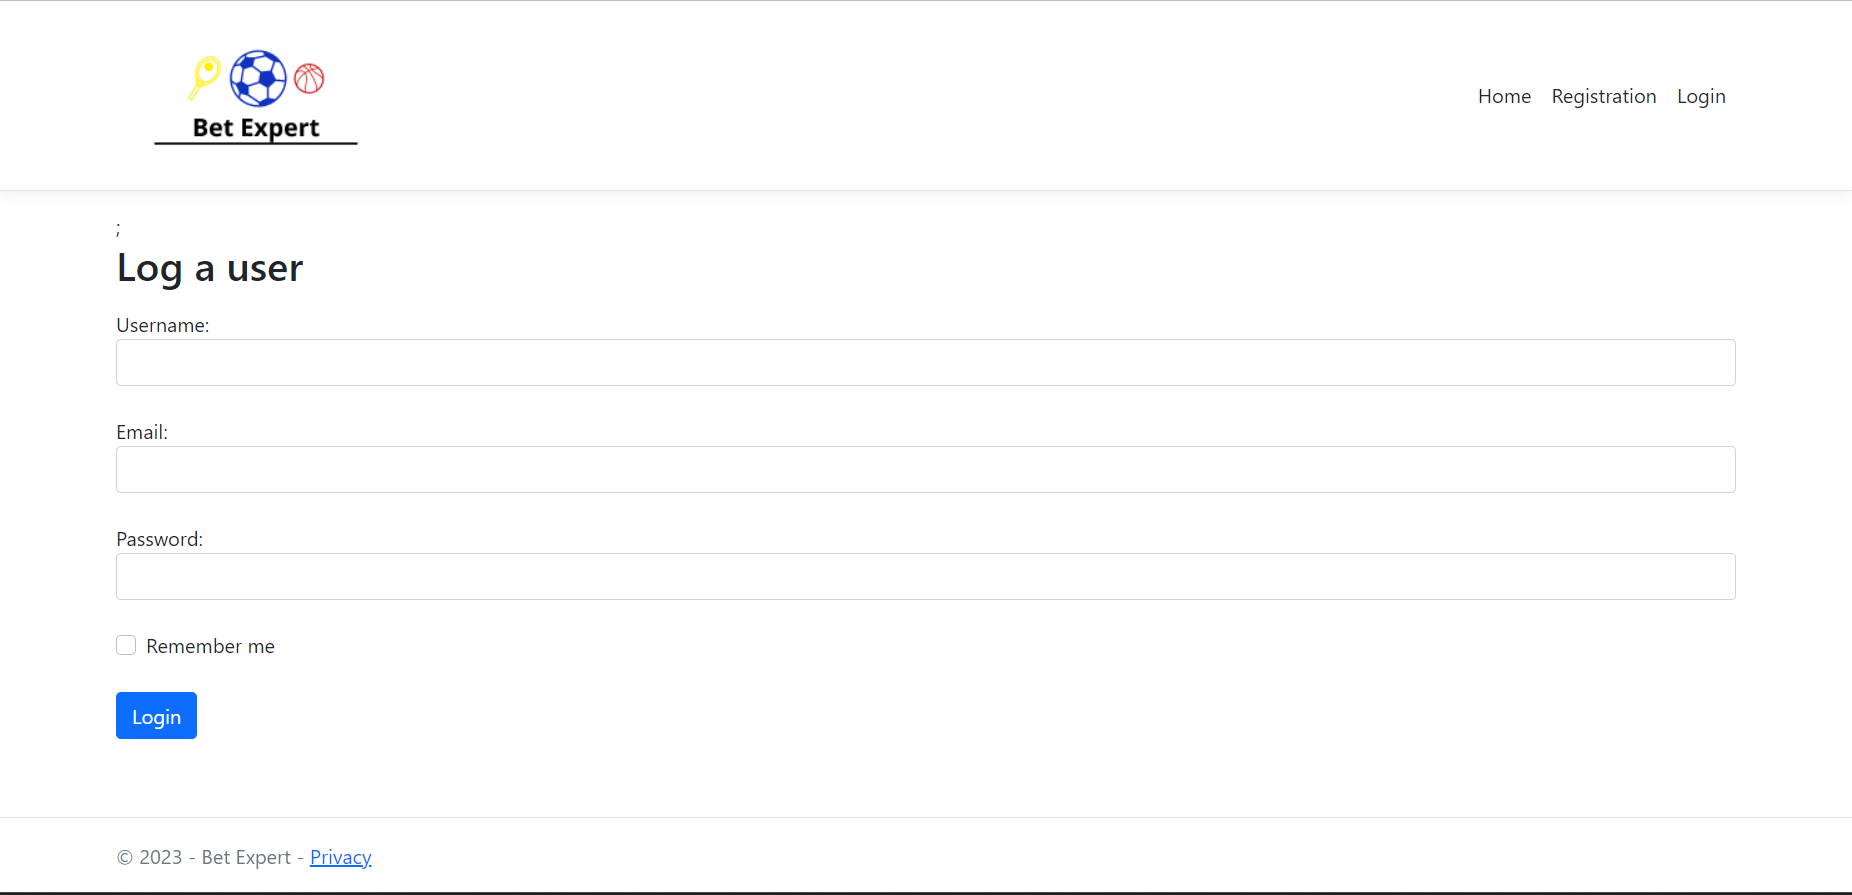 Bet Expert
Home Registration Login
;
Log a user
Username:
Email:
Password:
Remember me
Login
© 2023 - Bet Expert - Privacy